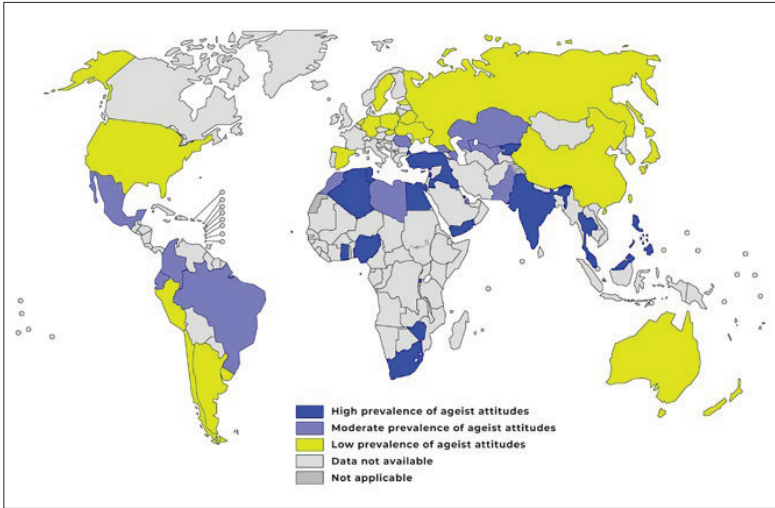 High prevalence of ageist attitudes
Moderate prevalence of ageist attitudes
Low prevalence of ageist attitudes
Data not available
Not applicable